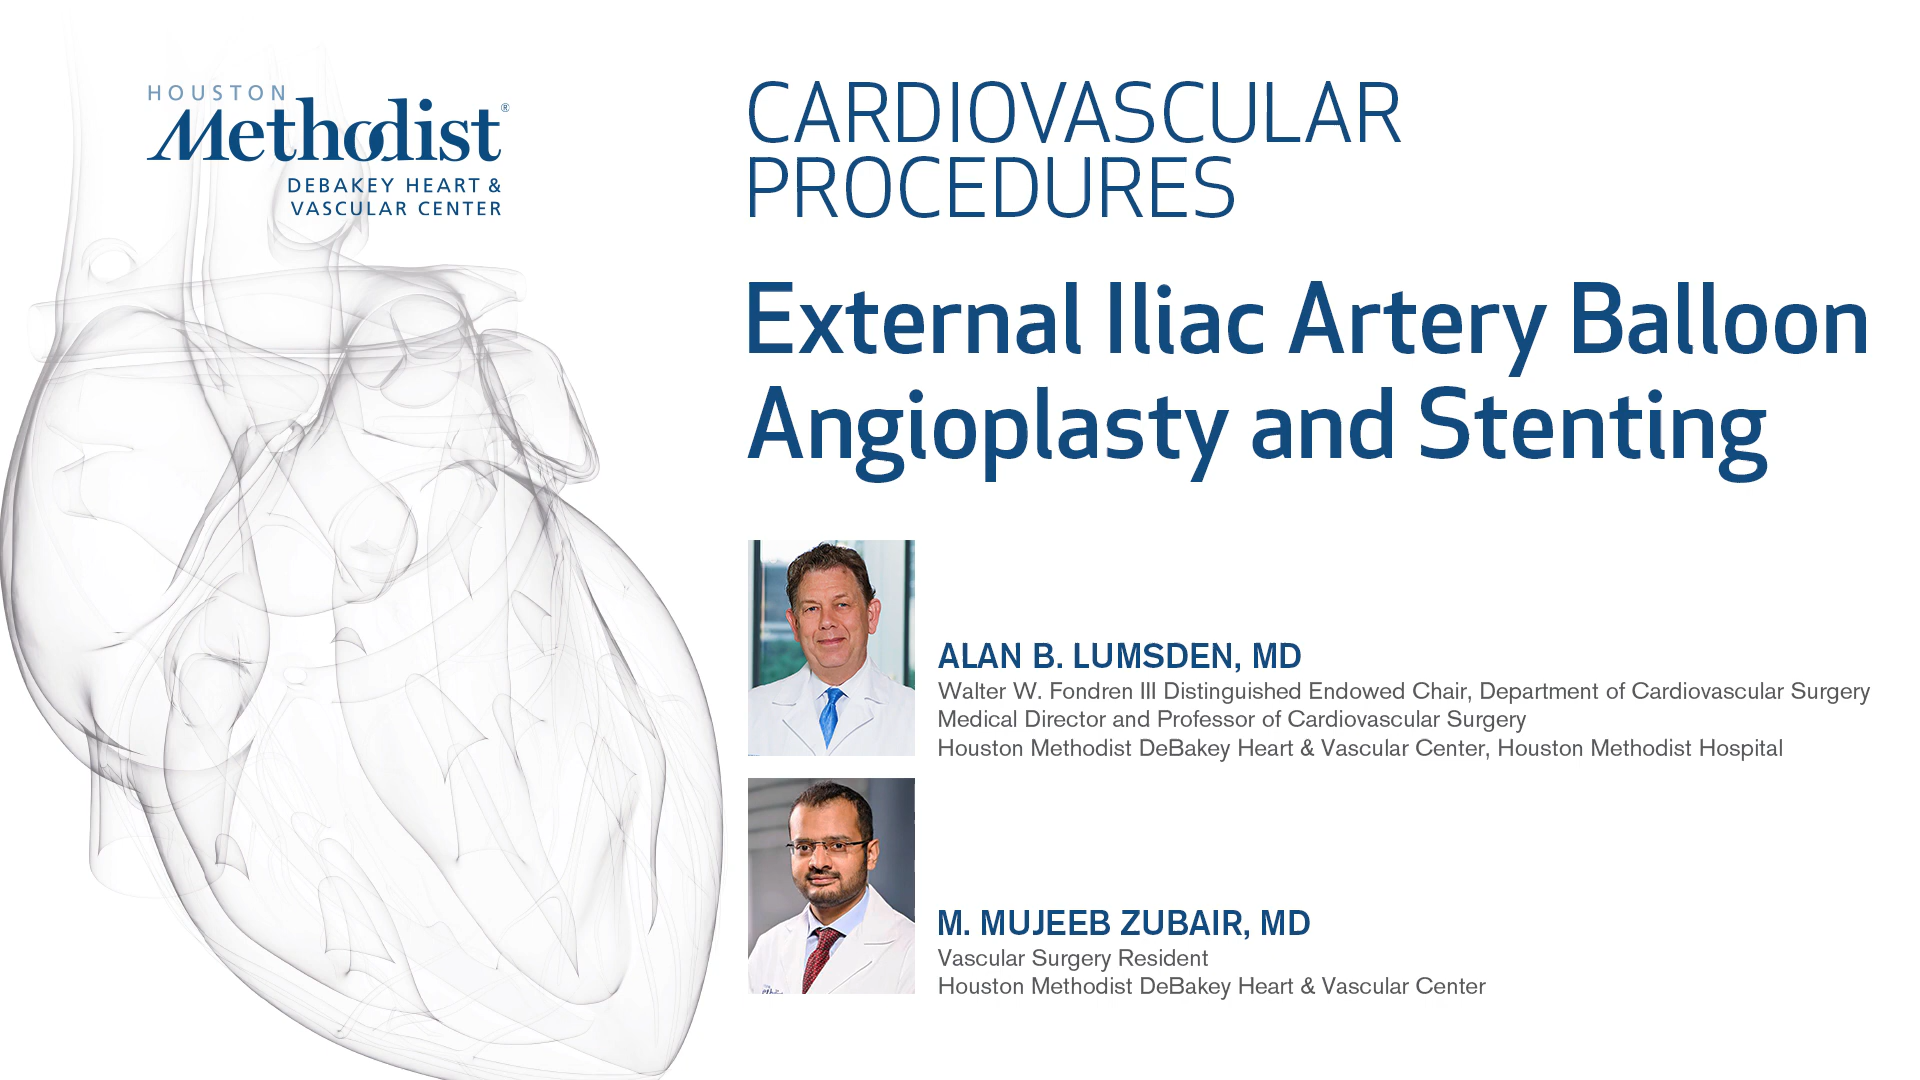 HOUSTON
Methodist®
DEBAKEY HEART &
VASCULAR CENTER
CARDIOVASCULAR
PROCEDURES
External Iliac Artery Balloon
Angioplasty and Stenting
ALAN B. LUMSDEN, MD
Walter W. Fondren III Distinguished Endowed Chair, Department of Cardiovascular Surgery
Medical Director and Professor of Cardiovascular Surgery
Houston Methodist DeBakey Heart & Vascular Center, Houston Methodist Hospital
M. MUJEEB ZUBAIR, MD
Vascular Surgery Resident
Houston Methodist DeBakey Heart & Vascular Center